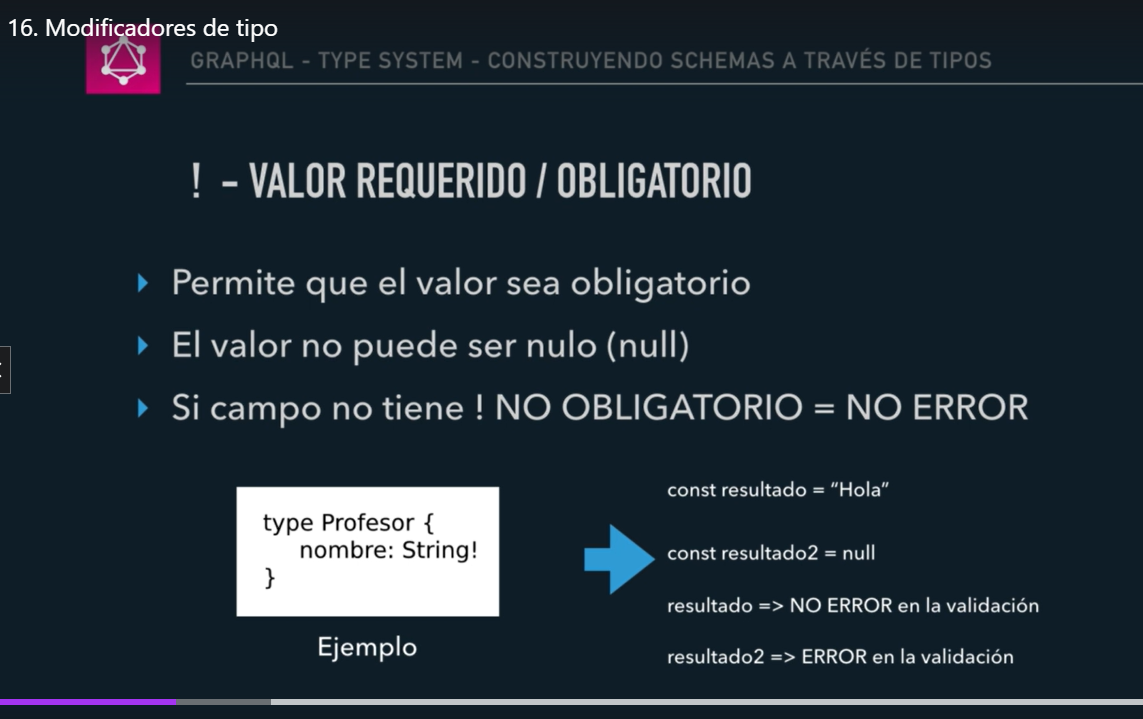 16. Modificadores de tipo
GRAPHQL - TYPE SYSTEM - CONSTRUYENDO SCHEMAS A TRAVÉS DE TIPOS
! - VALOR REQUERIDO / OBLIGATORIO
Permite que el valor sea obligatorio
El valor no puede ser nulo (null)
Si campo no tiene ! NO OBLIGATORIO = NO ERROR
type Profesor {
nombre: String!
}
Ejemplo
const resultado = “Hola”
const resultado2 = null
resultado => NO ERROR en la validación
resultado2 => ERROR en la validación